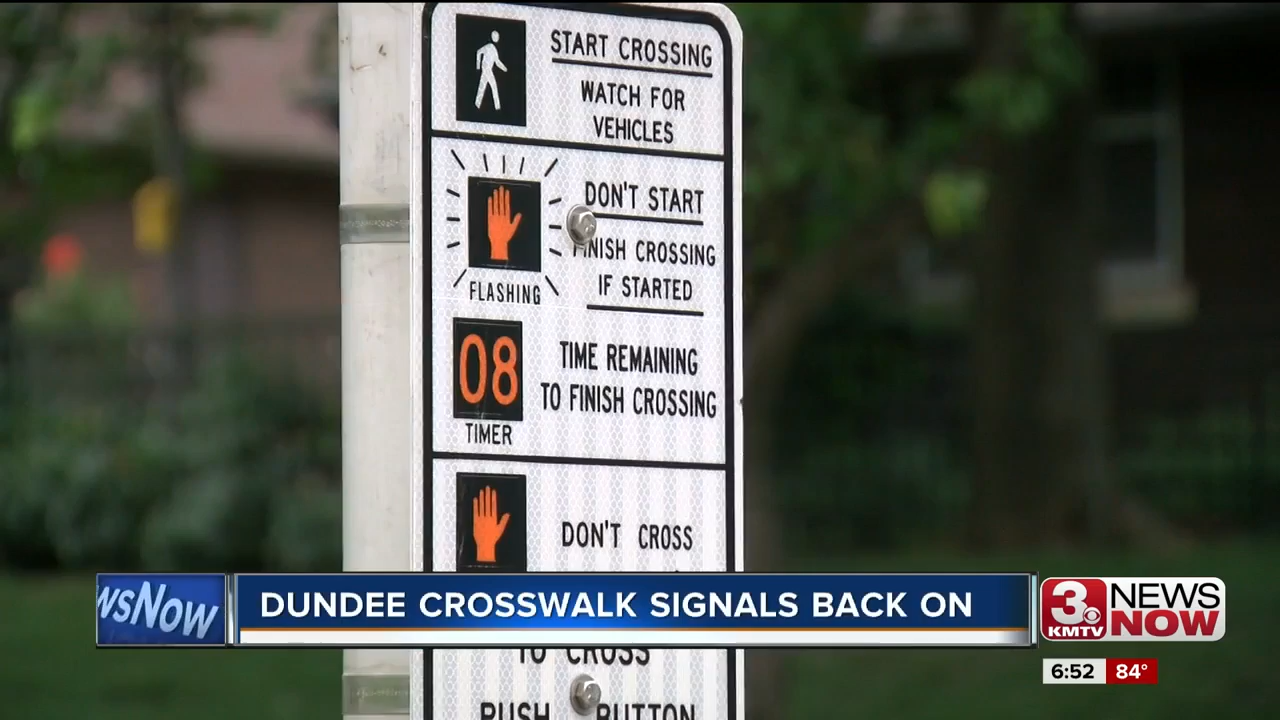 START CROSSING
WATCH FOR
VEHICLES
DON'T START
FINISH CROSSING
IF STARTED
FLASHING
08
TIME REMAINING
TO FINISH CROSSING
TIMER
DON'T CROSS
WSNOW
DUNDEE CROSSWALK SIGNALS BACK ON
3
KMTV
NEWS
NOW
TO CROSS
6:52 84°
PUSH BUTTON